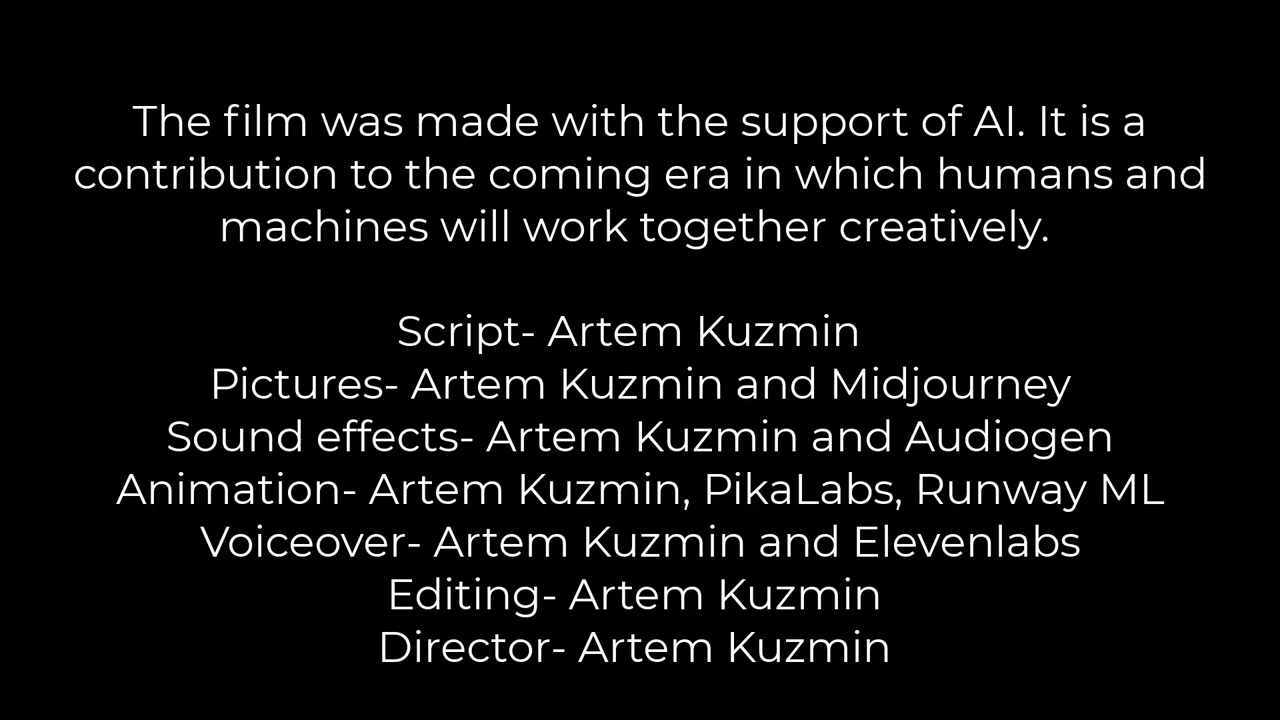 The film was made with the support of AI. It is a
contribution to the coming era in which humans and
machines will work together creatively.
Script- Artem Kuzmin
Pictures- Artem Kuzmin and Midjourney
Sound effects- Artem Kuzmin and Audiogen
Animation- Artem Kuzmin, PikaLabs, Runway ML
Voiceover- Artem Kuzmin and Elevenlabs
Editing- Artem Kuzmin
Director- Artem Kuzmin